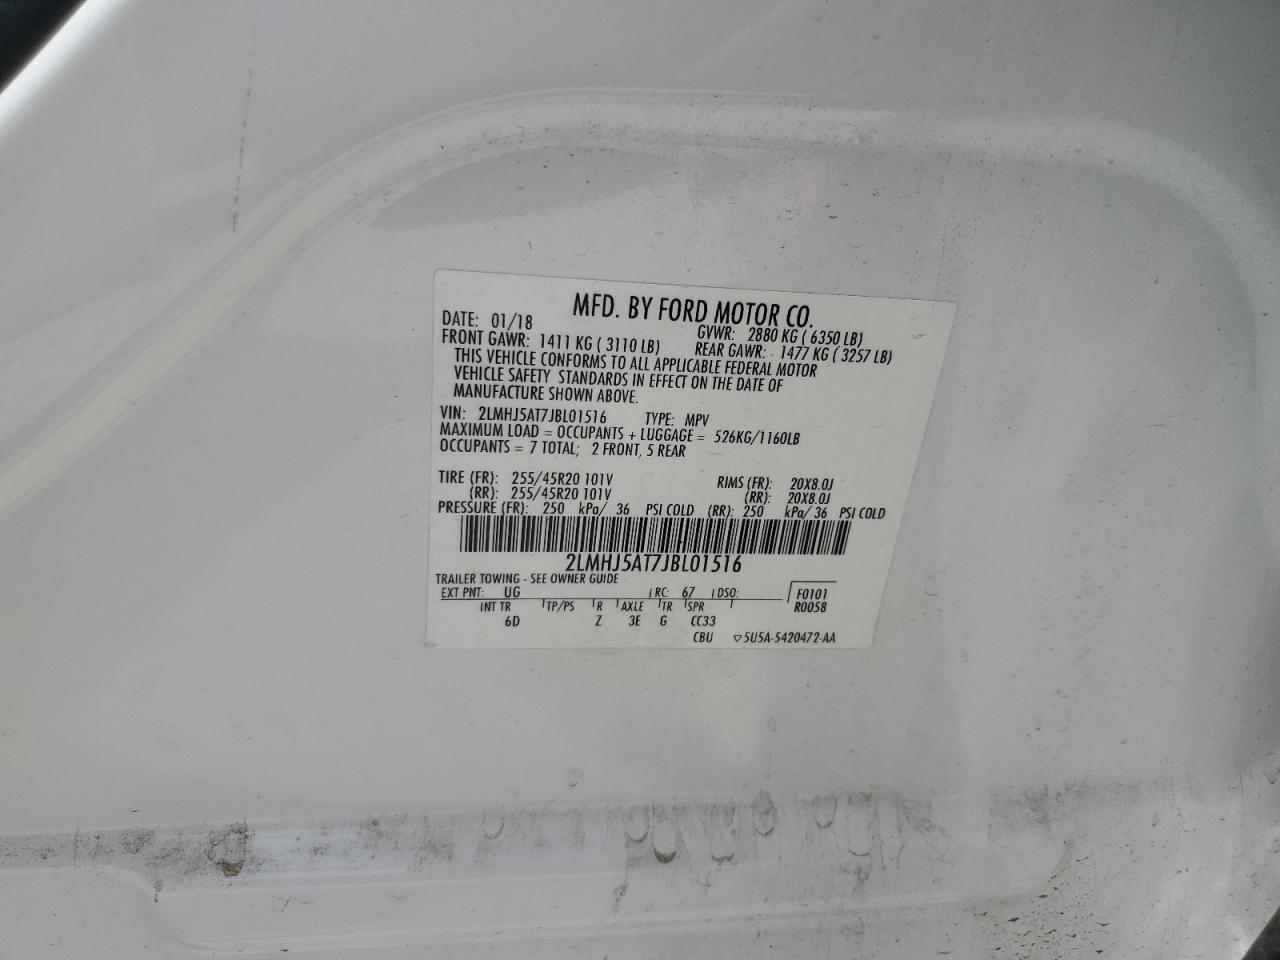 MFD. BY FORD MOTOR CO.
DATE: 01/18 GVWR: 2880 KG ( 6350 LB)
FRONT GAWR: 1411 KG ( 3110 LB) REAR GAWR: 1477 KG ( 3257 LB)
THIS VEHICLE CONFORMS TO ALL APPLICABLE FEDERAL MOTOR
VEHICLE SAFETY STANDARDS IN EFFECT ON THE DATE OF
MANUFACTURE SHOWN ABOVE.
VIN: 2LMHJ5AT7JBL01516 TYPE: MPV
MAXIMUM LOAD = OCCUPANTS + LUGGAGE = 526KG/1160LB
OCCUPANTS = 7 TOTAL; 2 FRONT, 5 REAR
TIRE (FR): 255/45R20 101V RIMS (FR): 20X8.0J
(RR): 255/45R20 101V (RR): 20X8.0J
PRESSURE (FR): 250 kPa/ 36 PSI COLD (RR): 250 kPa/ 36 PSI COLD
2LMHJ5AT7JBL01516
TRAILER TOWING - SEE OWNER GUIDE
EXT PNT: UG RC: 67 DSO: F0101
INT TR TP/PS R AXLE TR SPR R0058
6D Z 3E G CC33
CBU ▽5U5A-5420472-AA